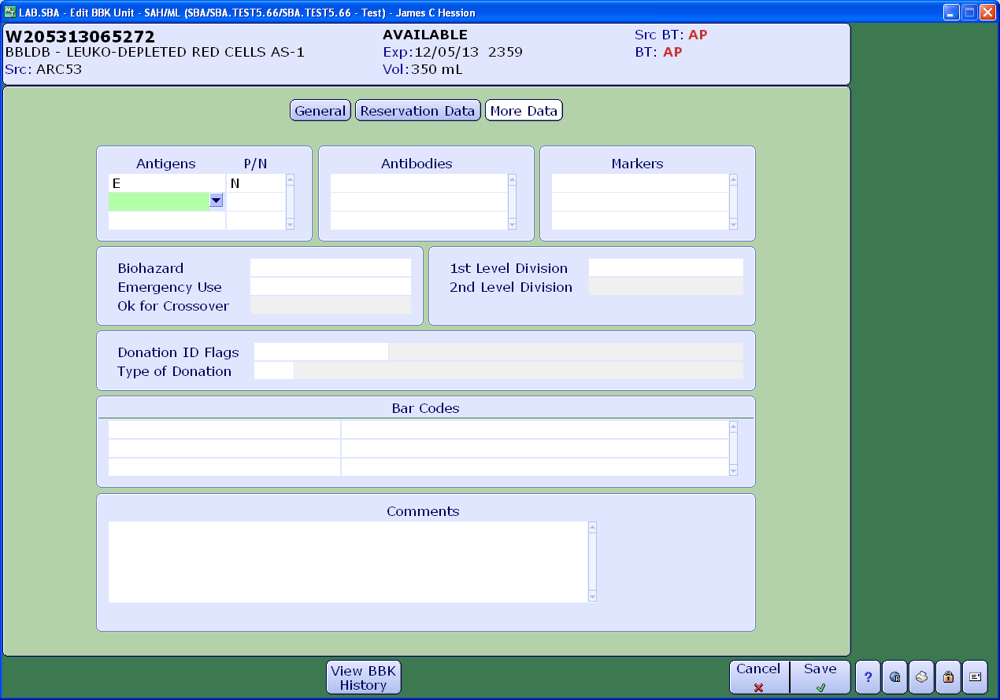 LAB.SBA - Edit BBK Unit - SAH/ML (SBA/SBA.TEST5.66/SBA.TEST5.66 - Test) - James C Hession
W205313065272
AVAILABLE
Src BT: AP
BBLDB - LEUKO-DEPLETED RED CELLS AS-1
Exp:12/05/13 2359
BT: AP
Src: ARC53
Vol:350 mL
General Reservation Data More Data
Antigens P/N
E N
Antibodies
Markers
Biohazard
Emergency Use
Ok for Crossover
1st Level Division
2nd Level Division
Donation ID Flags
Type of Donation
Bar Codes
Comments
View BBK
History
Cancel
Save
?